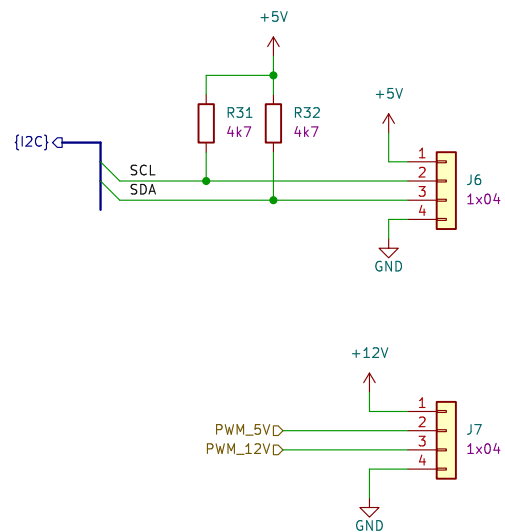 +5V
+5V
R31
4k7
R32
4k7
{I2C}
SCL
SDA
1
2
3
4
J6
1x04
GND
+12V
PWM_5V
PWM_12V
1
2
3
4
J7
1x04
GND